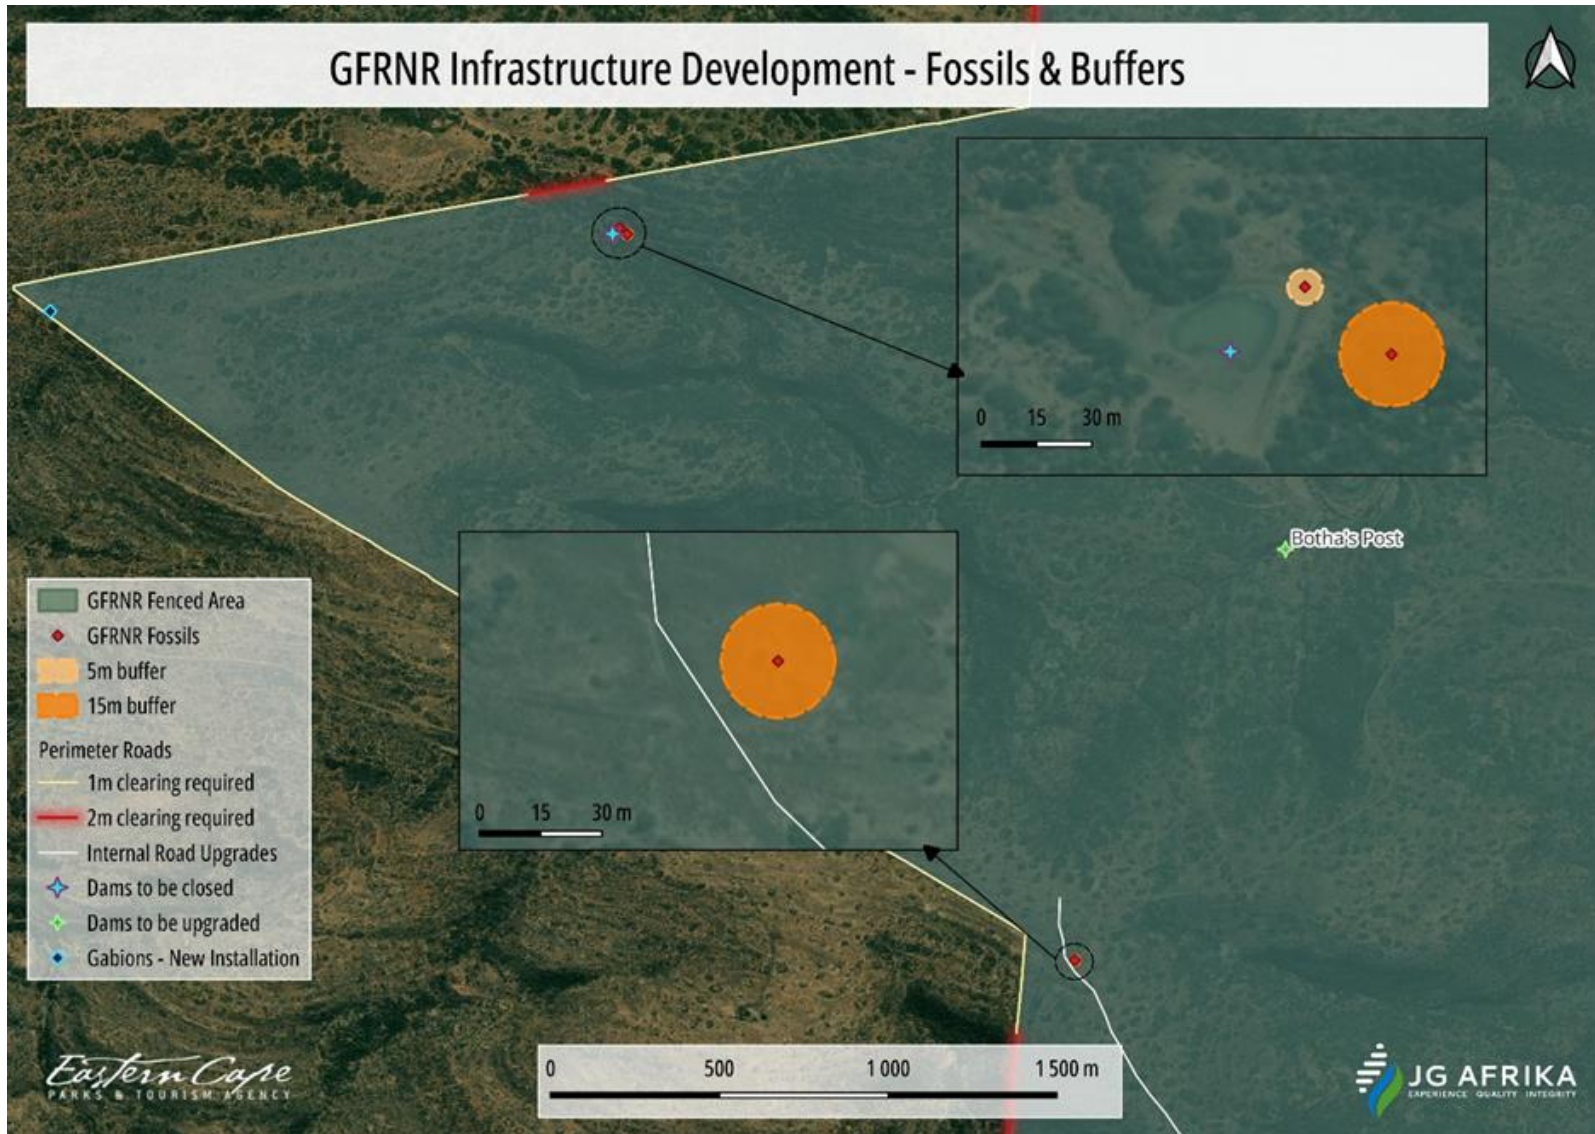 GFRNR Infrastructure Development - Fossils & Buffers
0 15 30 m
Botha's Post
0 15 30 m
GFRNR Fenced Area
GFRNR Fossils
5m buffer
15m buffer
Perimeter Roads
1m clearing required
2m clearing required
Internal Road Upgrades
Dams to be closed
Dams to be upgraded
Gabions - New Installation
0 500 1 000 1 500 m
Eastern Cape
PARKS & TOURISM AGENCY
JG AFRIKA
EXPERIENCE QUALITY INTEGRITY